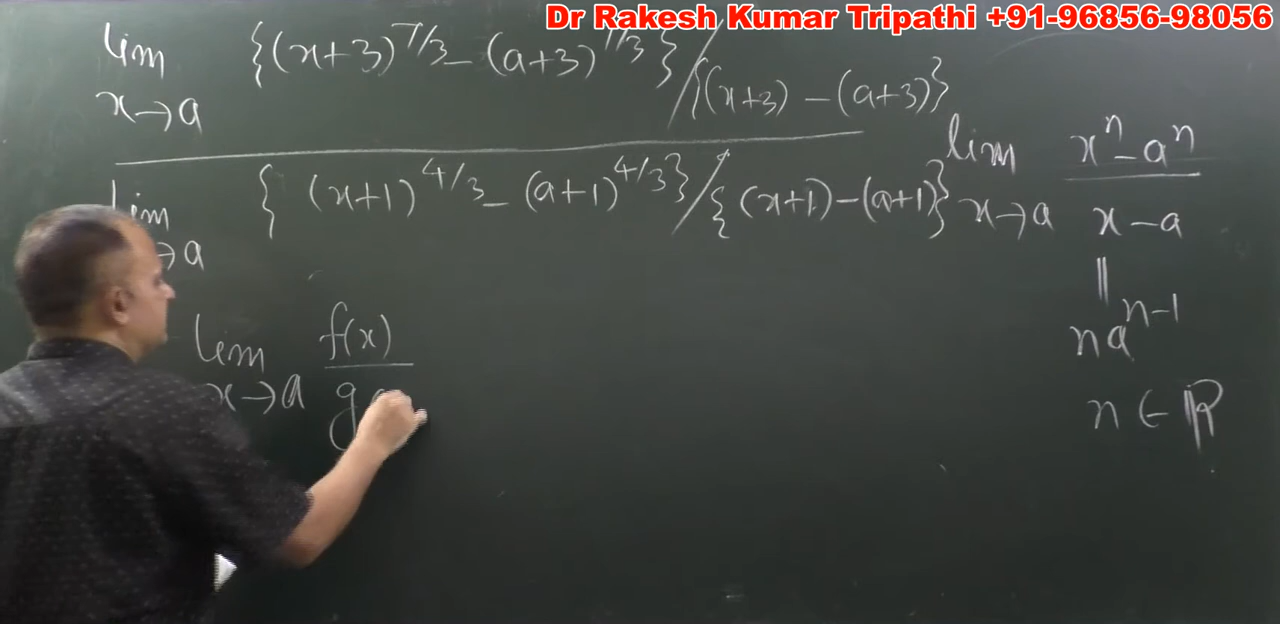 Dr Rakesh Kumar Tripathi +91-96856-98056
lim {(x+3)^7/3 - (a+3)^7/3} / {(x+3) - (a+3)}
x→a
lim {(x+1)^4/3 - (a+1)^4/3} / {(x+1) - (a+1)}
→a
lim f(x)
x→a g
lim x^n - a^n
x→a x - a
||
na^n-1
n ∈ R